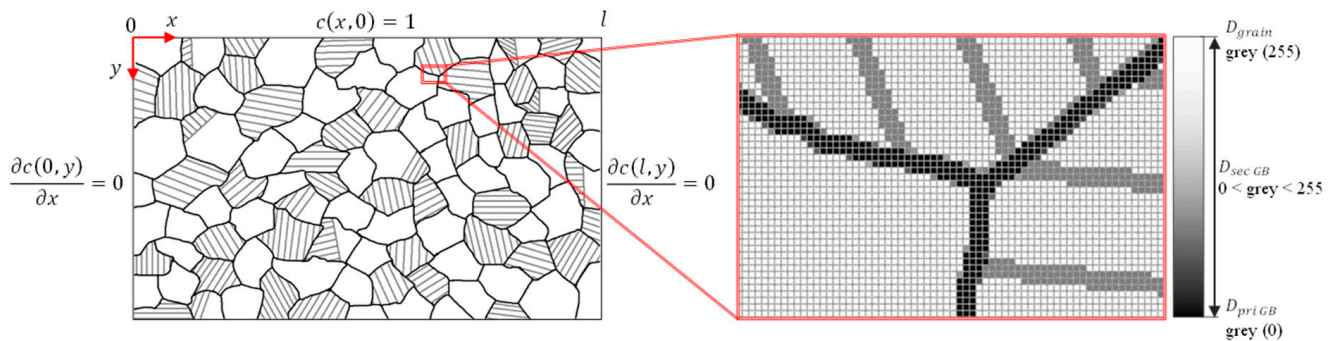 0
x
c(x,0) = 1
l
y
∂c(0,y)
∂x
= 0
∂c(l,y)
∂x
= 0
D_grain
grey (255)
D_sec GB
0 < grey < 255
D_pri GB
grey (0)